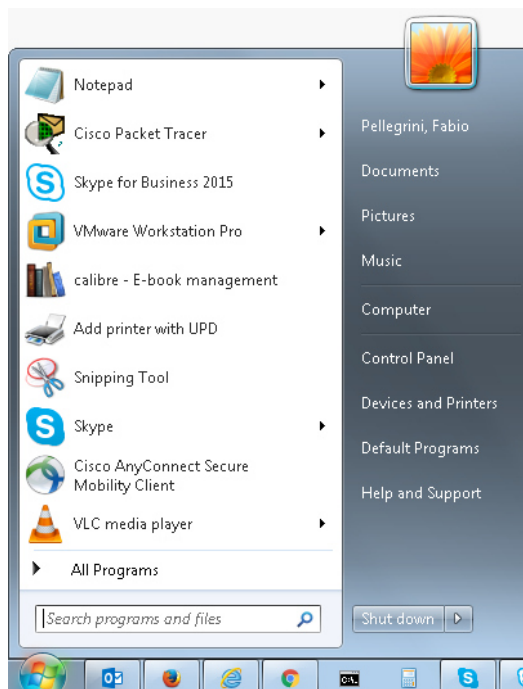 Notepad
Cisco Packet Tracer
Skype for Business 2015
VMware Workstation Pro
calibre - E-book management
Add printer with UPD
Snipping Tool
Skype
Cisco AnyConnect Secure
Mobility Client
VLC media player
All Programs
Search programs and files
Pellegrini, Fabio
Documents
Pictures
Music
Computer
Control Panel
Devices and Printers
Default Programs
Help and Support
Shut down